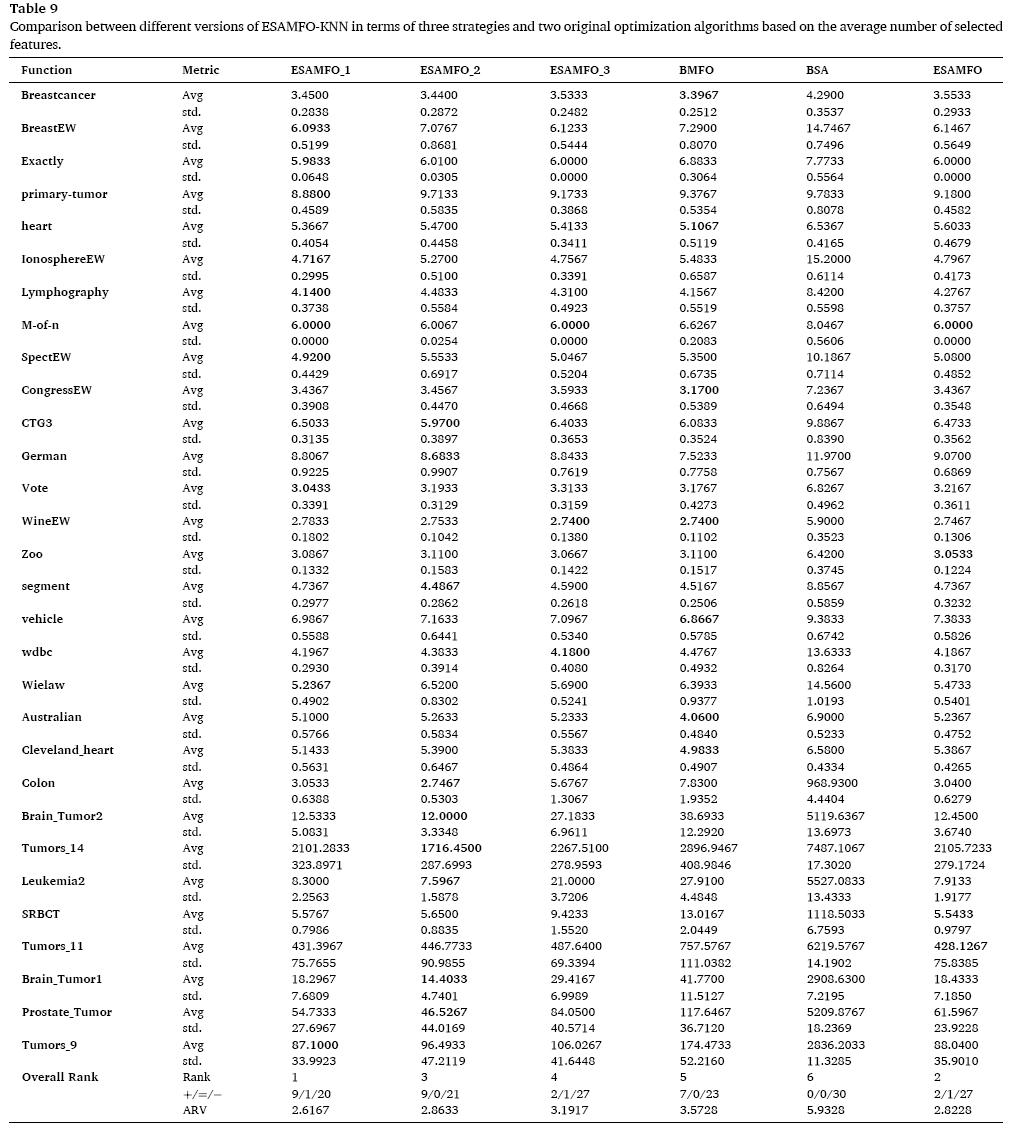 Table 9
Comparison between different versions of ESAMFO-KNN in terms of three strategies and two original optimization algorithms based on the average number of selected
features.
Function Metric ESAMFO_1 ESAMFO_2 ESAMFO_3 BMFO BSA ESAMFO
Breastcancer Avg 3.4500 3.4400 3.5333 3.3967 4.2900 3.5533
std. 0.2838 0.2872 0.2482 0.2512 0.3537 0.2933
BreastEW Avg 6.0933 7.0767 6.1233 7.2900 14.7467 6.1467
std. 0.5199 0.8681 0.5444 0.8070 0.7496 0.5649
Exactly Avg 5.9833 6.0100 6.0000 6.8833 7.7733 6.0000
std. 0.0648 0.0305 0.0000 0.3064 0.5564 0.0000
primary-tumor Avg 8.8800 9.7133 9.1733 9.3767 9.7833 9.1800
std. 0.4589 0.5835 0.3868 0.5354 0.8078 0.4582
heart Avg 5.3667 5.4700 5.4133 5.1067 6.5367 5.6033
std. 0.4054 0.4458 0.3411 0.5119 0.4165 0.4679
IonosphereEW Avg 4.7167 5.2700 4.7567 5.4833 15.2000 4.7967
std. 0.2995 0.5100 0.3391 0.6587 0.6114 0.4173
Lymphography Avg 4.1400 4.4833 4.3100 4.1567 8.4200 4.2767
std. 0.3738 0.5584 0.4923 0.5519 0.5598 0.3757
M-of-n Avg 6.0000 6.0067 6.0000 6.6267 8.0467 6.0000
std. 0.0000 0.0254 0.0000 0.2083 0.5606 0.0000
SpectEW Avg 4.9200 5.5533 5.0467 5.3500 10.1867 5.0800
std. 0.4429 0.6917 0.5204 0.6735 0.7114 0.4852
CongressEW Avg 3.4367 3.4567 3.5933 3.1700 7.2367 3.4367
std. 0.3908 0.4470 0.4668 0.5389 0.6494 0.3548
CTG3 Avg 6.5033 5.9700 6.4033 6.0833 9.8867 6.4733
std. 0.3135 0.3897 0.3653 0.3524 0.8390 0.3562
German Avg 8.8067 8.6833 8.8433 7.5233 11.9700 9.0700
std. 0.9225 0.9907 0.7619 0.7758 0.7567 0.6869
Vote Avg 3.0433 3.1933 3.3133 3.1767 6.8267 3.2167
std. 0.3391 0.3129 0.3159 0.4273 0.4962 0.3611
WineEW Avg 2.7833 2.7533 2.7400 2.7400 5.9000 2.7467
std. 0.1802 0.1042 0.1380 0.1102 0.3523 0.1306
Zoo Avg 3.0867 3.1100 3.0667 3.1100 6.4200 3.0533
std. 0.1332 0.1583 0.1422 0.1517 0.3745 0.1224
segment Avg 4.7367 4.4867 4.5900 4.5167 8.8567 4.7367
std. 0.2977 0.2862 0.2618 0.2506 0.5859 0.3232
vehicle Avg 6.9867 7.1633 7.0967 6.8667 9.3833 7.3833
std. 0.5588 0.6441 0.5340 0.5785 0.6742 0.5826
wdbc Avg 4.1967 4.3833 4.1800 4.4767 13.6333 4.1867
std. 0.2930 0.3914 0.4080 0.4932 0.8264 0.3170
Wielaw Avg 5.2367 6.5200 5.6900 6.3933 14.5600 5.4733
std. 0.4902 0.8302 0.5241 0.9377 1.0193 0.5401
Australian Avg 5.1000 5.2633 5.2333 4.0600 6.9000 5.2367
std. 0.5766 0.5834 0.5567 0.4840 0.5233 0.4752
Cleveland_heart Avg 5.1433 5.3900 5.3833 4.9833 6.5800 5.3867
std. 0.5631 0.6467 0.4864 0.4907 0.4334 0.4265
Colon Avg 3.0533 2.7467 5.6767 7.8300 968.9300 3.0400
std. 0.6388 0.5303 1.3067 1.9352 4.4404 0.6279
Brain_Tumor2 Avg 12.5333 12.0000 27.1833 38.6933 5119.6367 12.4500
std. 5.0831 3.3348 6.9611 12.2920 13.6973 3.6740
Tumors_14 Avg 2101.2833 1716.4500 2267.5100 2896.9467 7487.1067 2105.7233
std. 323.8971 287.6993 278.9593 408.9846 17.3020 279.1724
Leukemia2 Avg 8.3000 7.5967 21.0000 27.9100 5527.0833 7.9133
std. 2.2563 1.5878 3.7206 4.4848 13.4333 1.9177
SRBCT Avg 5.5767 5.6500 9.4233 13.0167 1118.5033 5.5433
std. 0.7986 0.8835 1.5520 2.0449 6.7593 0.9797
Tumors_11 Avg 431.3967 446.7733 487.6400 757.5767 6219.5767 428.1267
std. 75.7655 90.9855 69.3394 111.0382 14.1902 75.8385
Brain_Tumor1 Avg 18.2967 14.4033 29.4167 41.7700 2908.6300 18.4333
std. 7.6809 4.7401 6.9989 11.5127 7.2195 7.1850
Prostate_Tumor Avg 54.7333 46.5267 84.0500 117.6467 5209.8767 61.5967
std. 27.6967 44.0169 40.5714 36.7120 18.2369 23.9228
Tumors_9 Avg 87.1000 96.4933 106.0267 174.4733 2836.2033 88.0400
std. 33.9923 47.2119 41.6448 52.2160 11.3285 35.9010
Overall Rank Rank 1 3 4 5 6 2
+/=/− 9/1/20 9/0/21 2/1/27 7/0/23 0/0/30 2/1/27
ARV 2.6167 2.8633 3.1917 3.5728 5.9328 2.8228